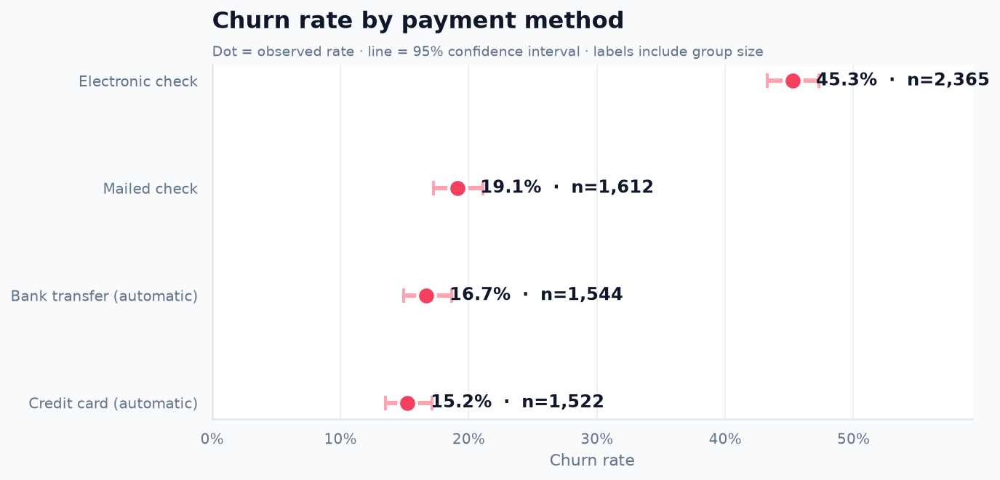 Churn rate by payment method
Dot = observed rate · line = 95% confidence interval · labels include group size
Electronic check
45.3% · n=2,365
Mailed check
19.1% · n=1,612
Bank transfer (automatic)
16.7% · n=1,544
Credit card (automatic)
15.2% · n=1,522
0% 10% 20% 30% 40% 50%
Churn rate